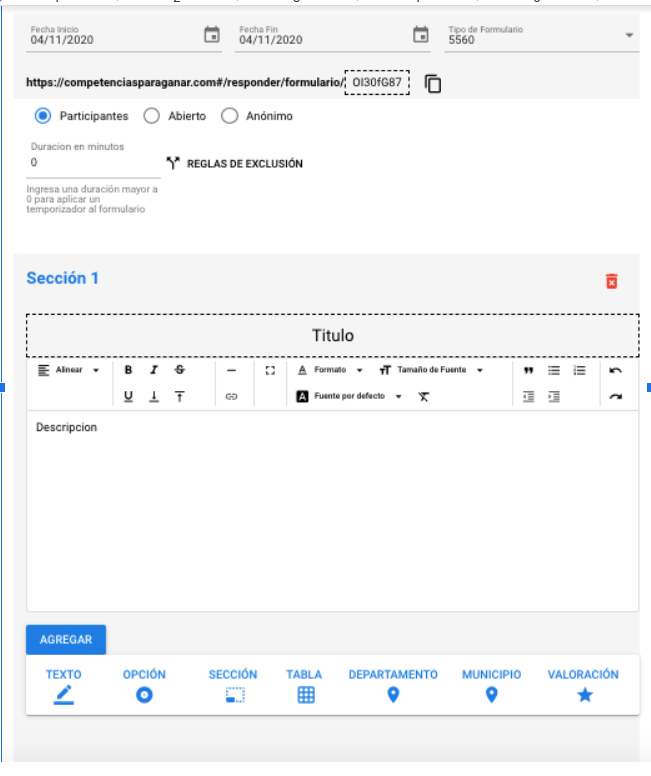 Fecha Inicio
04/11/2020
Fecha Fin
04/11/2020
Tipo de Formulario
5560
https://competenciasparaganar.com#/responder/formulario/ OI30fG87
Participantes Abierto Anónimo
Duracion en minutos
0
REGLAS DE EXCLUSIÓN
Ingresa una duración mayor a
0 para aplicar un
temporizador al formulario
Sección 1
Titulo
Alinear B I S A Formato TT Tamaño de Fuente
U A Fuente por defecto
Descripcion
AGREGAR
TEXTO OPCIÓN SECCIÓN TABLA DEPARTAMENTO MUNICIPIO VALORACIÓN